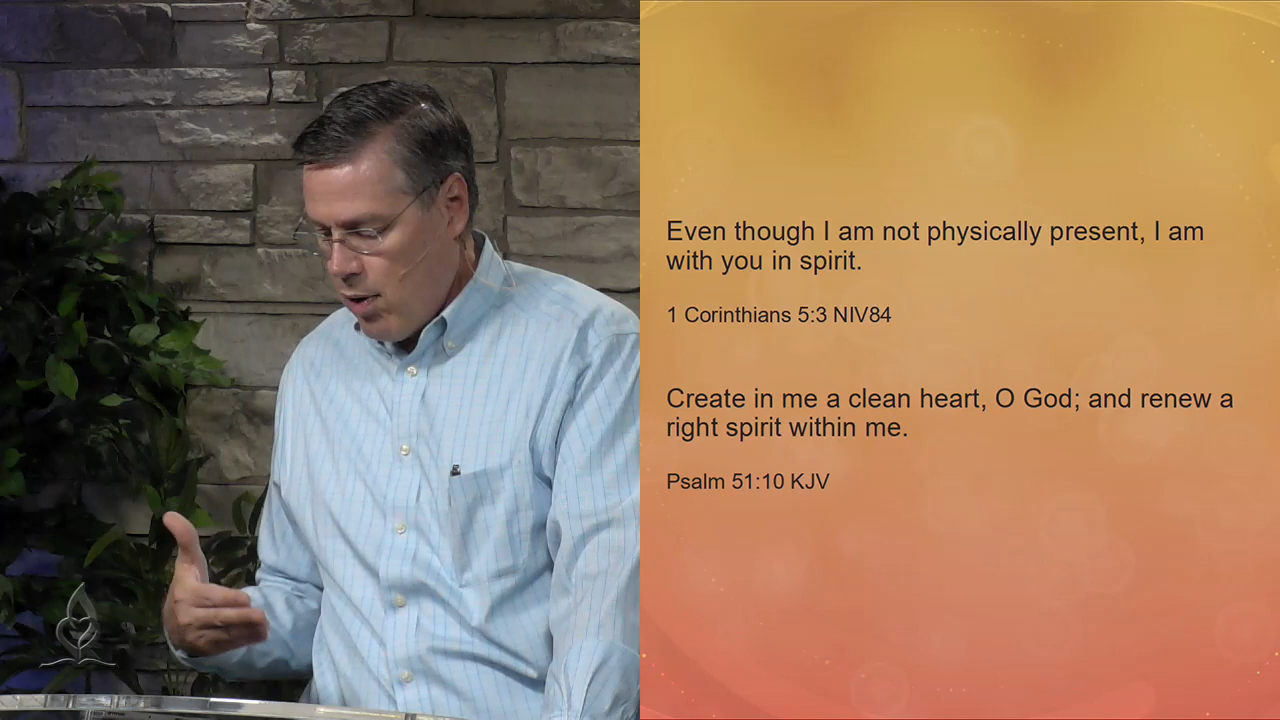 Even though I am not physically present, I am
with you in spirit.
1 Corinthians 5:3 NIV84
Create in me a clean heart, O God; and renew a
right spirit within me.
Psalm 51:10 KJV